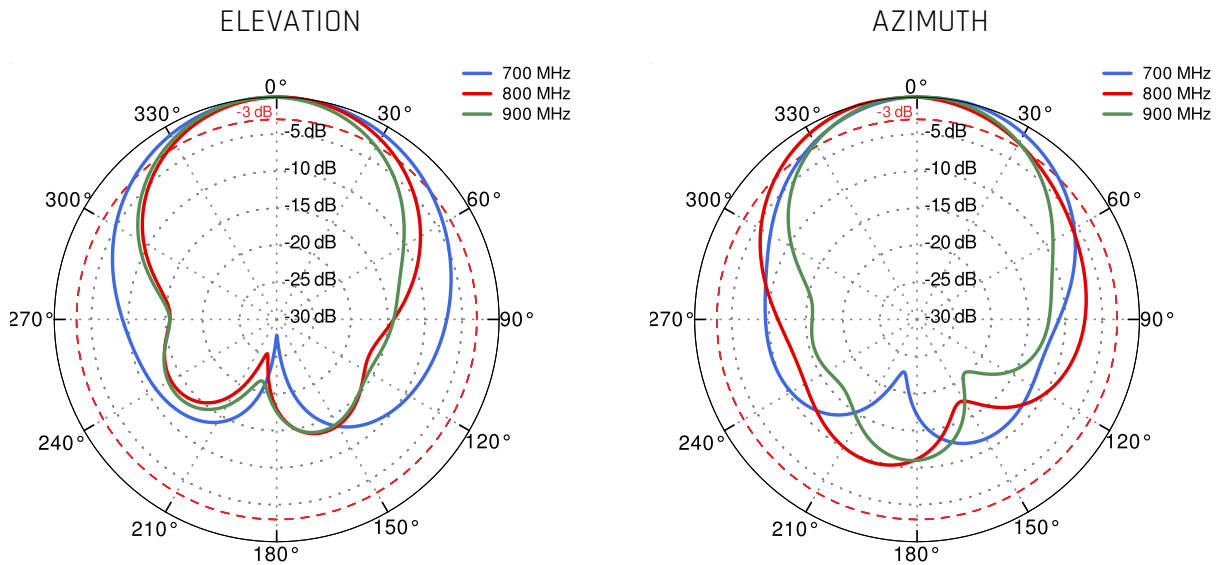 ELEVATION
700 MHz
800 MHz
900 MHz
0°
30°
60°
90°
120°
150°
180°
210°
240°
270°
300°
330°
-3 dB
-5 dB
-10 dB
-15 dB
-20 dB
-25 dB
-30 dB
AZIMUTH
700 MHz
800 MHz
900 MHz
0°
30°
60°
90°
120°
150°
180°
210°
240°
270°
300°
330°
-3 dB
-5 dB
-10 dB
-15 dB
-20 dB
-25 dB
-30 dB